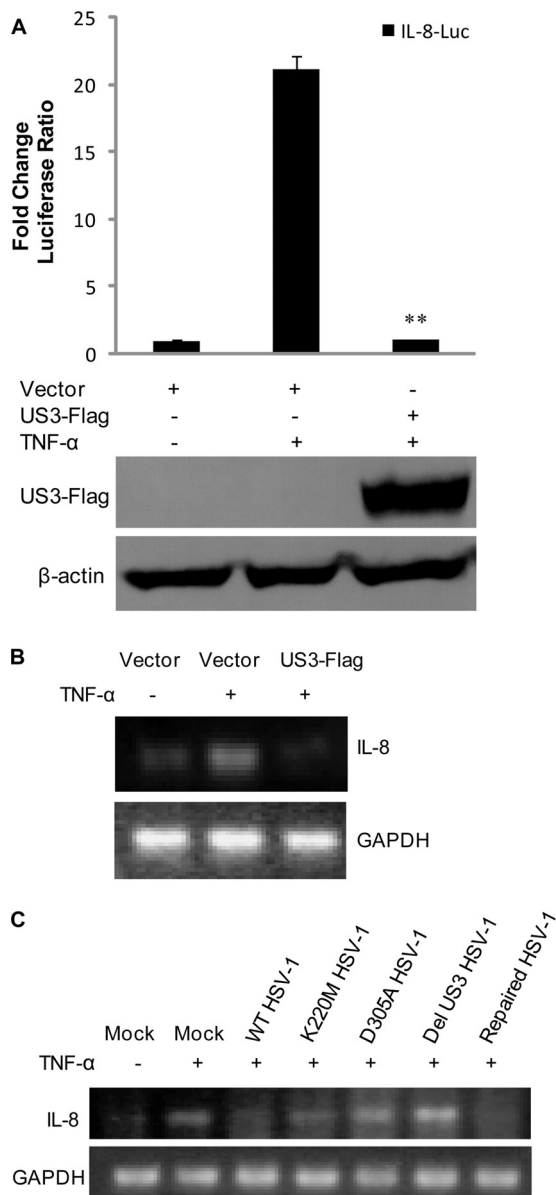 A
25
20
15
10
5
0
Fold Change
Luciferase Ratio
IL-8-Luc
Vector + + -
US3-Flag - - +
TNF-α - + +
**
US3-Flag
β-actin
B
Vector Vector US3-Flag
TNF-α - + +
IL-8
GAPDH
C
Mock Mock WT HSV-1 K220M HSV-1 D305A HSV-1 Del US3 HSV-1 Repaired HSV-1
TNF-α - + + + + + +
IL-8
GAPDH